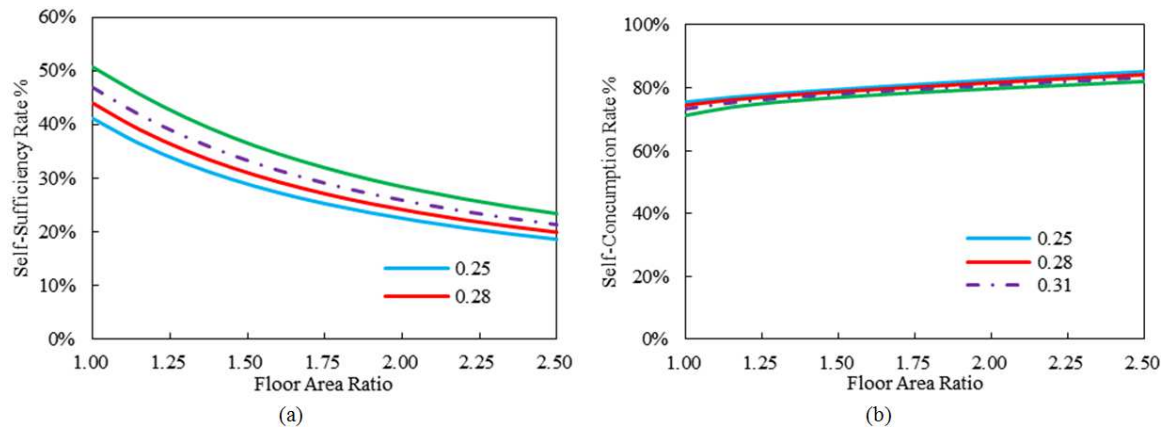 60%
50%
40%
30%
20%
10%
0%
Self-Sufficiency Rate %
0.25
0.28
1.00 1.25 1.50 1.75 2.00 2.25 2.50
Floor Area Ratio
(a)
100%
80%
60%
40%
20%
0%
Self-Concumption Rate %
0.25
0.28
0.31
1.00 1.25 1.50 1.75 2.00 2.25 2.50
Floor Area Ratio
(b)